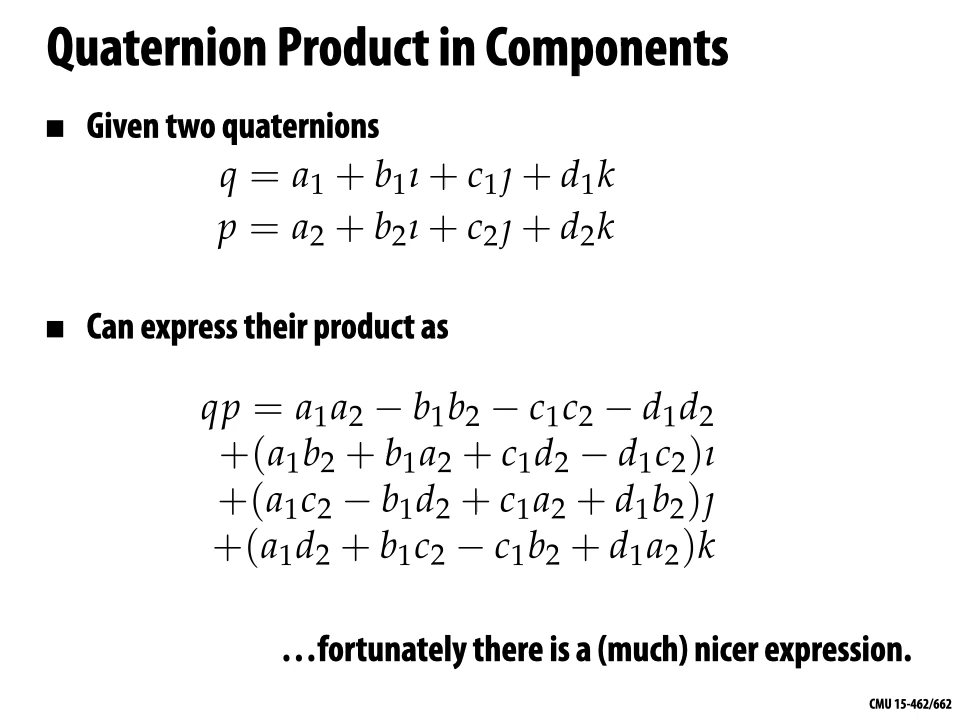 Quaternion Product in Components
■ Given two quaternions
q = a₁ + b₁ı + c₁ȷ + d₁k
p = a₂ + b₂ı + c₂ȷ + d₂k
■ Can express their product as
qp = a₁a₂ − b₁b₂ − c₁c₂ − d₁d₂
+(a₁b₂ + b₁a₂ + c₁d₂ − d₁c₂)ı
+(a₁c₂ − b₁d₂ + c₁a₂ + d₁b₂)ȷ
+(a₁d₂ + b₁c₂ − c₁b₂ + d₁a₂)k
…fortunately there is a (much) nicer expression.
CMU 15-462/662